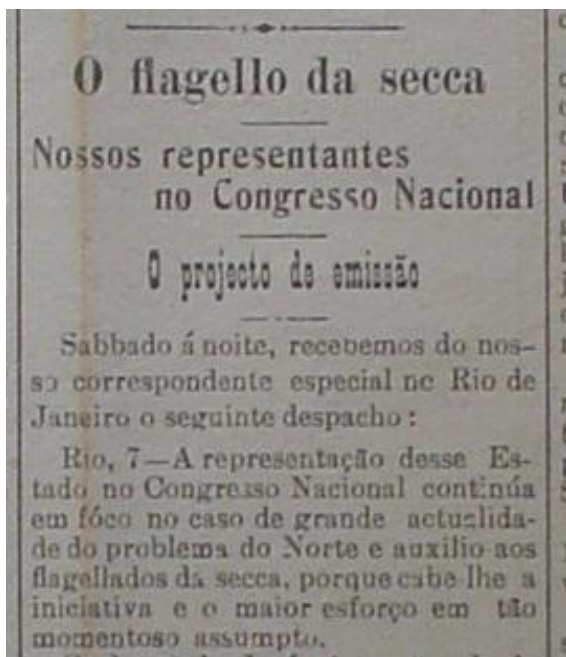 O flagello da secca
Nossos representantes
no Congresso Nacional
O projecto de emissão
Sabbado á noite, recebemos do nos-
so correspondente especial no Rio de
Janeiro o seguinte despacho:
Rio, 7—A representação desse Es-
tado no Congresso Nacional continúa
em fóco no caso de grande actualida-
de do problema do Norte e auxilio aos
flagellados da secca, porque cabe lhe a
iniciativa e o maior esforço em tão
momentoso assumpto.